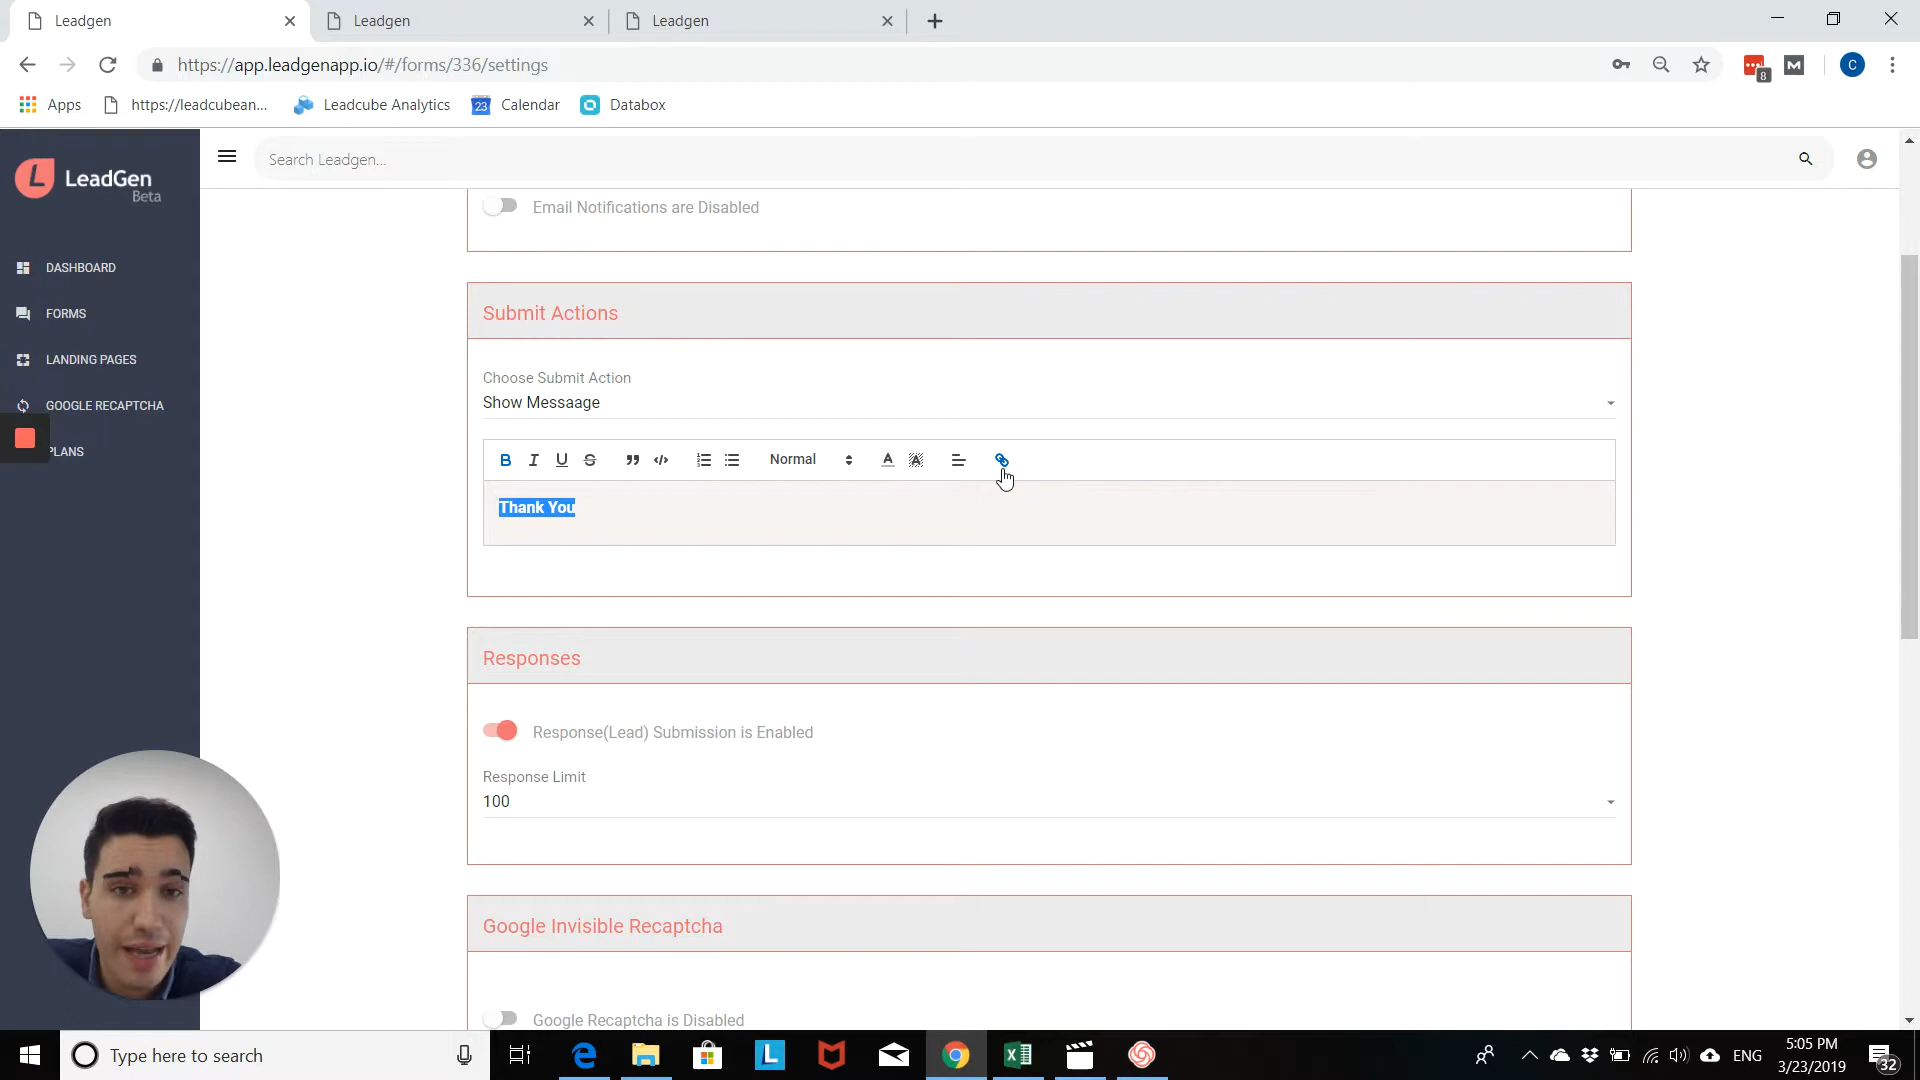 Leadgen
Leadgen
Leadgen
https://app.leadgenapp.io/#/forms/336/settings
8
M
C
Apps
https://leadcubean...
Leadcube Analytics
23
Calendar
Databox
L
LeadGen
Beta
Search Leadgen...
DASHBOARD
FORMS
LANDING PAGES
GOOGLE RECAPTCHA
PLANS
Email Notifications are Disabled
Submit Actions
Choose Submit Action
Show Messaage
B I U S Normal A A
Thank You
Responses
Response(Lead) Submission is Enabled
Response Limit
100
Google Invisible Recaptcha
Google Recaptcha is Disabled
Type here to search
L
ENG
5:05 PM
3/23/2019
32